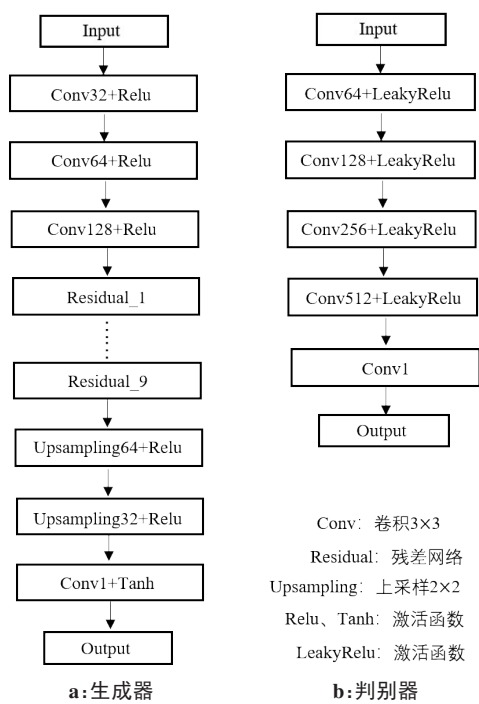 Input
Conv32+Relu
Conv64+Relu
Conv128+Relu
Residual_1
Residual_9
Upsampling64+Relu
Upsampling32+Relu
Conv1+Tanh
Output
a:生成器
Input
Conv64+LeakyRelu
Conv128+LeakyRelu
Conv256+LeakyRelu
Conv512+LeakyRelu
Conv1
Output
Conv：卷积3×3
Residual：残差网络
Upsampling：上采样2×2
Relu、Tanh：激活函数
LeakyRelu：激活函数
b:判别器